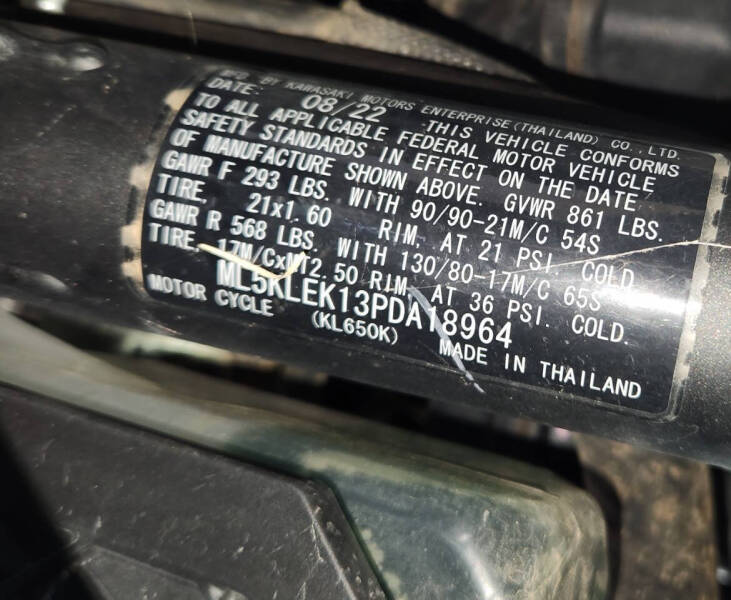 MFD BY KAWASAKI MOTORS ENTERPRISE (THAILAND) CO., LTD.
DATE: 08/22 THIS VEHICLE CONFORMS
TO ALL APPLICABLE FEDERAL MOTOR VEHICLE
SAFETY STANDARDS IN EFFECT ON THE DATE
OF MANUFACTURE SHOWN ABOVE. GVWR 861 LBS.
GAWR F 293 LBS. WITH 90/90-21M/C 54S
TIRE, 21x1.60 RIM, AT 21 PSI. COLD
GAWR R 568 LBS. WITH 130/80-17M/C 65S
TIRE, 17M/CxMT2.50 RIM, AT 36 PSI. COLD.
ML5KLEK13PDA18964
MOTOR CYCLE (KL650K) MADE IN THAILAND